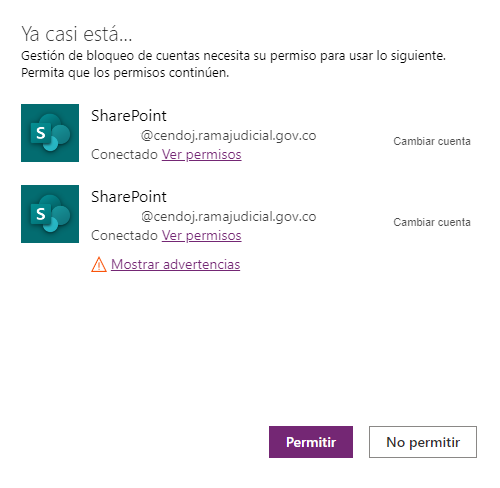 Ya casi está...
Gestión de bloqueo de cuentas necesita su permiso para usar lo siguiente.
Permita que los permisos continúen.
S
SharePoint
@cendoj.ramajudicial.gov.co
Cambiar cuenta
Conectado Ver permisos
S
SharePoint
@cendoj.ramajudicial.gov.co
Cambiar cuenta
Conectado Ver permisos
Mostrar advertencias
Permitir
No permitir